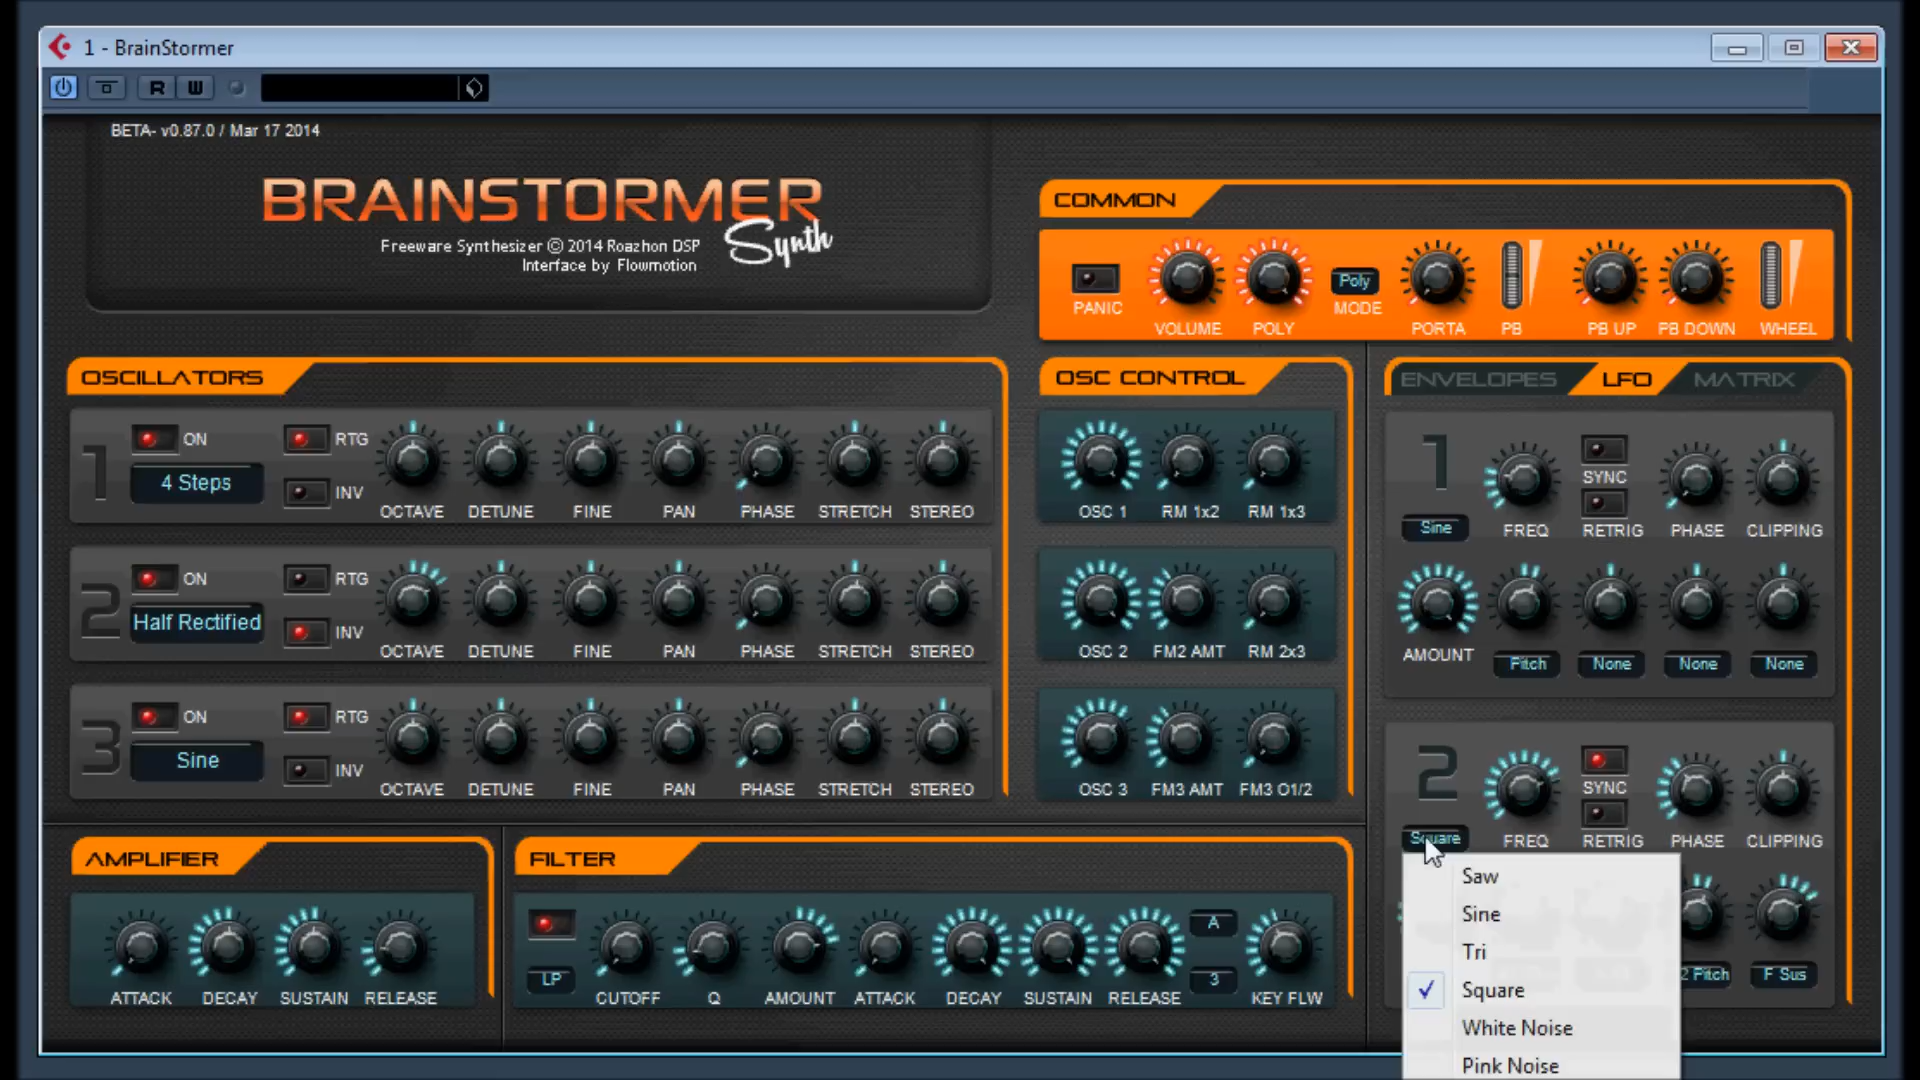 1 - BrainStormer
R W
BETA- v0.87.0 / Mar 17 2014
BRAINSTORMER
Synth
Freeware Synthesizer © 2014 Roazhon DSP
Interface by Flowmotion
COMMON
PANIC VOLUME POLY Poly MODE PORTA PB PB UP PB DOWN WHEEL
OSCILLATORS
1 ON RTG
4 Steps INV
OCTAVE DETUNE FINE PAN PHASE STRETCH STEREO
2 ON RTG
Half Rectified INV
OCTAVE DETUNE FINE PAN PHASE STRETCH STEREO
3 ON RTG
Sine INV
OCTAVE DETUNE FINE PAN PHASE STRETCH STEREO
OSC CONTROL
OSC 1 RM 1x2 RM 1x3
OSC 2 FM2 AMT RM 2x3
OSC 3 FM3 AMT FM3 O1/2
ENVELOPES LFO MATRIX
1 SYNC
Sine FREQ RETRIG PHASE CLIPPING
AMOUNT Pitch None None None
2 SYNC
Square FREQ RETRIG PHASE CLIPPING
2 Pitch F Sus
Saw
Sine
Tri
Square
White Noise
Pink Noise
AMPLIFIER
ATTACK DECAY SUSTAIN RELEASE
FILTER
LP A 3
CUTOFF Q AMOUNT ATTACK DECAY SUSTAIN RELEASE KEY FLW